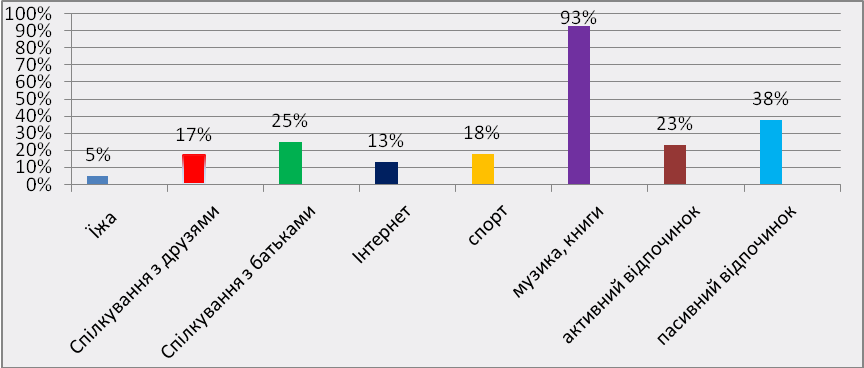 100%
90%
80%
70%
60%
50%
40%
30%
20%
10%
0%
5%
17%
25%
13%
18%
93%
23%
38%
Їжа
Спілкування з друзями
Спілкування з батьками
Інтернет
спорт
музика, книги
активний відпочинок
пасивний відпочинок